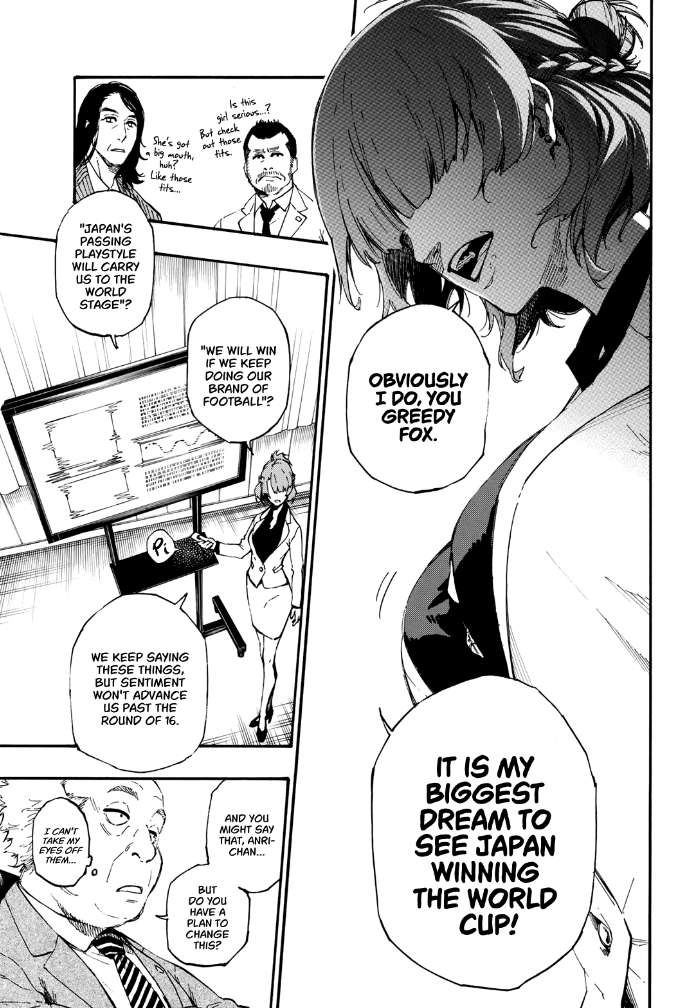 OBVIOUSLY
I DO, YOU
GREEDY
FOX.
IT IS MY
BIGGEST
DREAM TO
SEE JAPAN
WINNING
THE WORLD
CUP!
Is this
girl serious...?
But check
out those
tits.
She's got
a big mouth,
huh?
Like those
tits...
"JAPAN'S
PASSING
PLAYSTYLE
WILL CARRY
US TO THE
WORLD
STAGE"?
"WE WILL WIN
IF WE KEEP
DOING OUR
BRAND OF
FOOTBALL"?
Pi
WE KEEP SAYING
THESE THINGS,
BUT SENTIMENT
WON'T ADVANCE
US PAST THE
ROUND OF 16.
AND YOU
MIGHT SAY
THAT, ANRI-
CHAN...
BUT
DO YOU
HAVE A
PLAN TO
CHANGE
THIS?
I CAN'T
TAKE MY
EYES OFF
THEM...